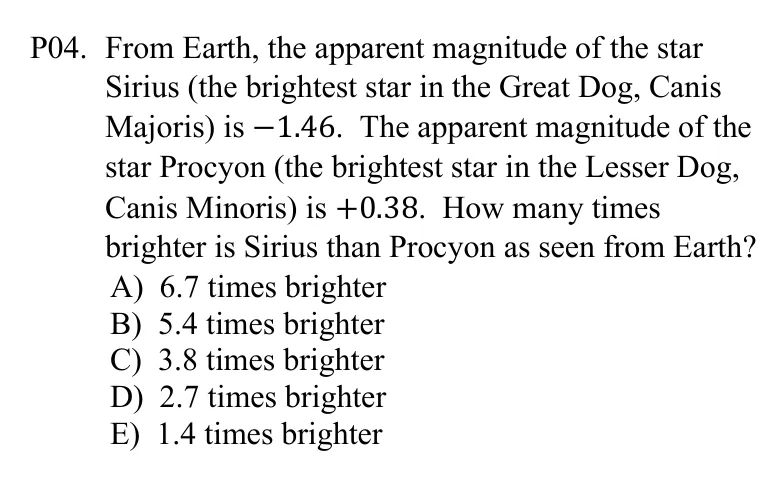 P04. From Earth, the apparent magnitude of the star
Sirius (the brightest star in the Great Dog, Canis
Majoris) is −1.46. The apparent magnitude of the
star Procyon (the brightest star in the Lesser Dog,
Canis Minoris) is +0.38. How many times
brighter is Sirius than Procyon as seen from Earth?
A) 6.7 times brighter
B) 5.4 times brighter
C) 3.8 times brighter
D) 2.7 times brighter
E) 1.4 times brighter